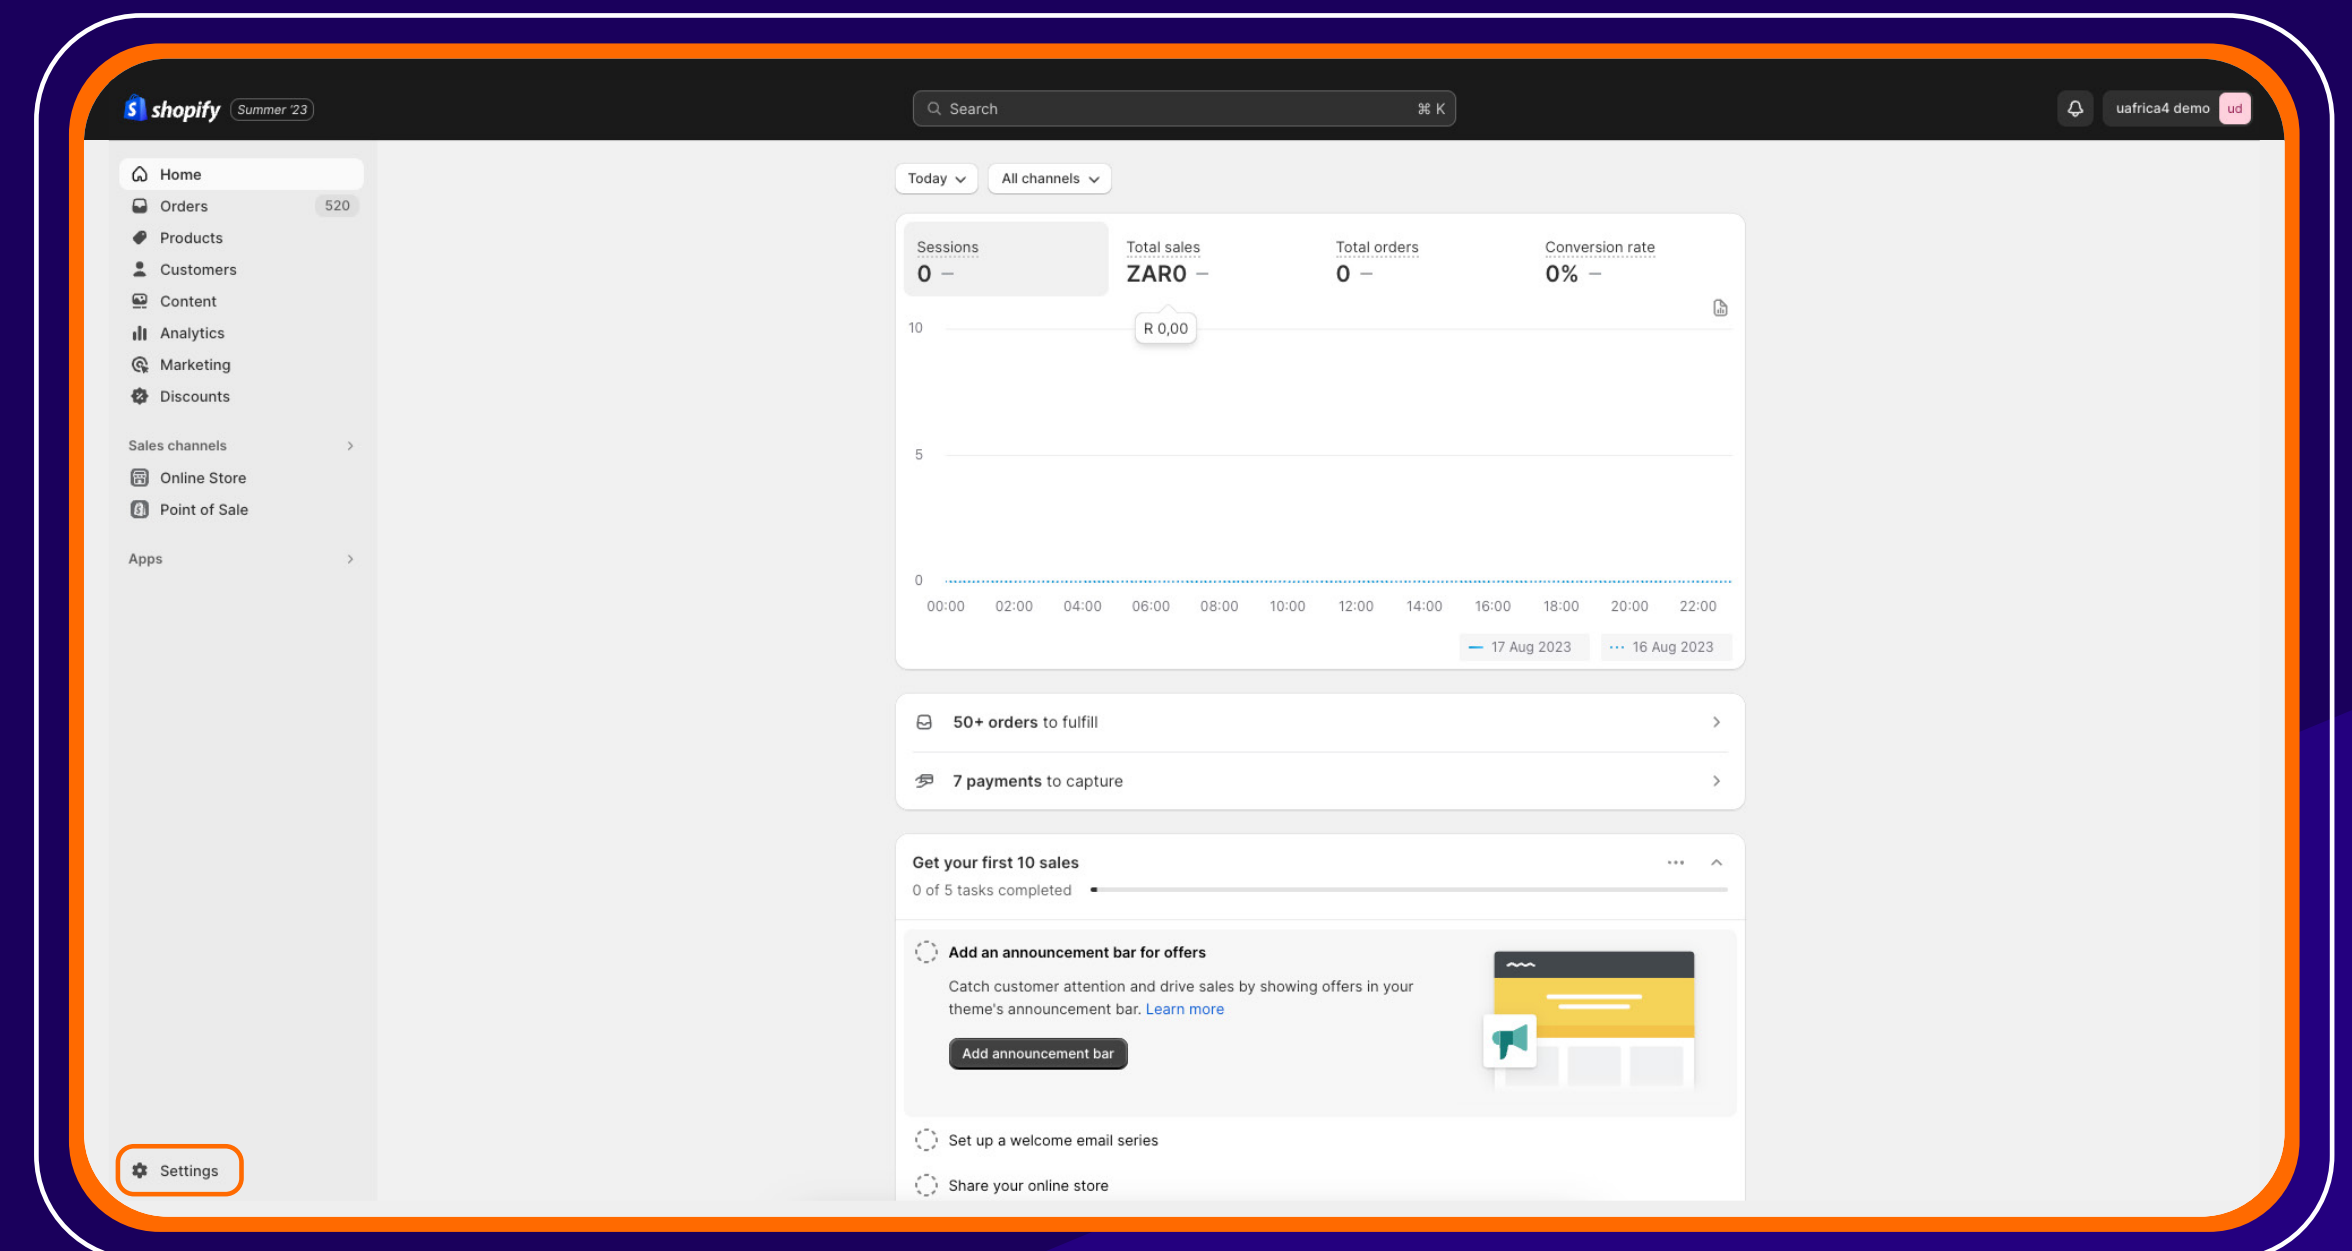 shopify Summer '23
Search ⌘ K
uafrica4 demo ud
Home
Orders 520
Products
Customers
Content
Analytics
Marketing
Discounts
Sales channels
Online Store
Point of Sale
Apps
Settings
Today All channels
Sessions Total sales Total orders Conversion rate
0 – ZAR0 – 0 – 0% –
R 0,00
10
5
0
00:00 02:00 04:00 06:00 08:00 10:00 12:00 14:00 16:00 18:00 20:00 22:00
17 Aug 2023 16 Aug 2023
50+ orders to fulfill
7 payments to capture
Get your first 10 sales
0 of 5 tasks completed
Add an announcement bar for offers
Catch customer attention and drive sales by showing offers in your
theme's announcement bar. Learn more
Add announcement bar
Set up a welcome email series
Share your online store